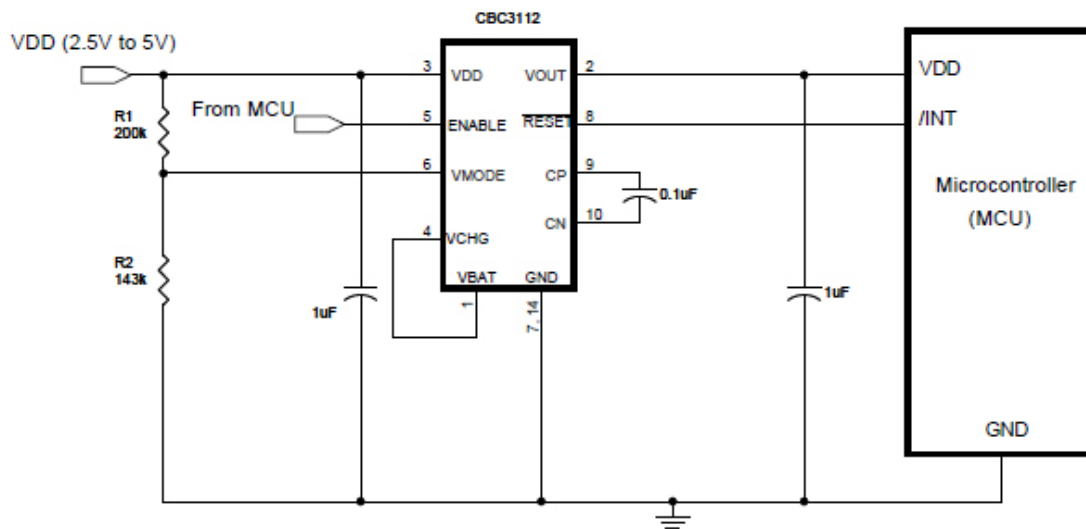 CBC3112
VDD (2.5V to 5V)
3
VDD
VOUT
2
VDD
R1
200k
From MCU
5
ENABLE
RESET
8
/INT
6
VMODE
CP
9
0.1uF
Microcontroller
(MCU)
CN
10
4
VCHG
R2
143k
VBAT
GND
1
7, 14
1uF
1uF
GND